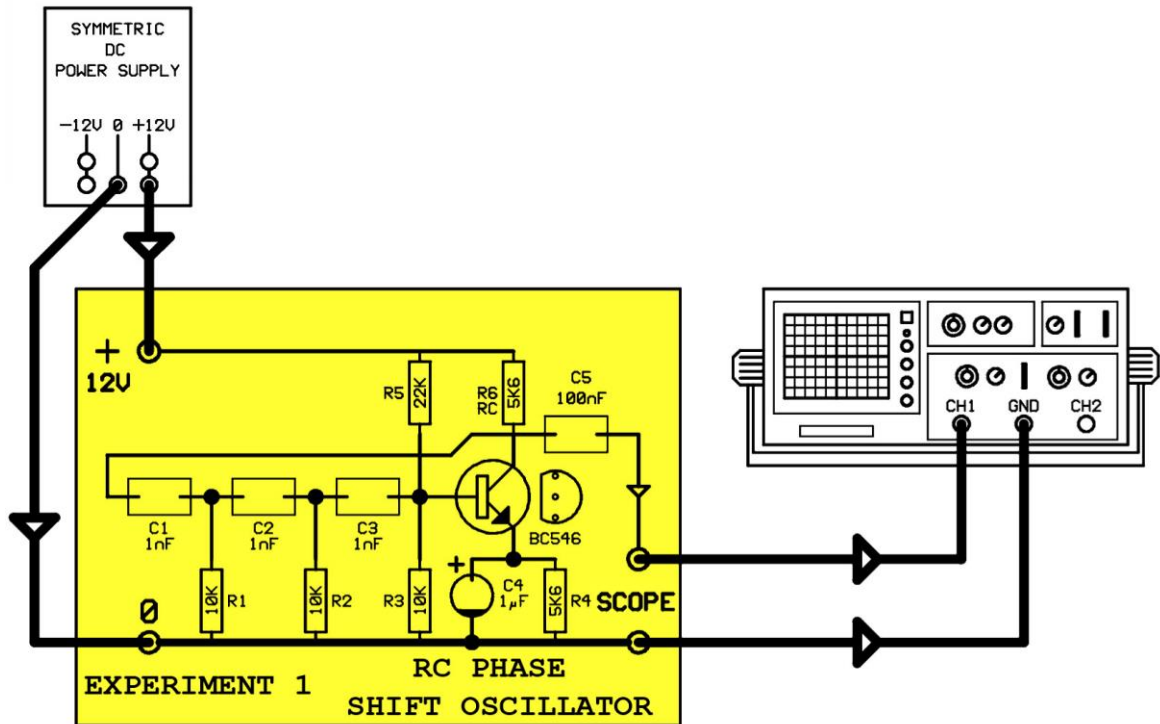 SYMMETRIC
DC
POWER SUPPLY
-12V 0 +12V
+
12V
R5
22K
R6
RC
5K6
C5
100nF
C1
1nF
C2
1nF
C3
1nF
BC546
10K
R1
10K
R2
R3
10K
+
C4
1µF
5K6
R4
SCOPE
0
EXPERIMENT 1
RC PHASE
SHIFT OSCILLATOR
CH1
GND
CH2